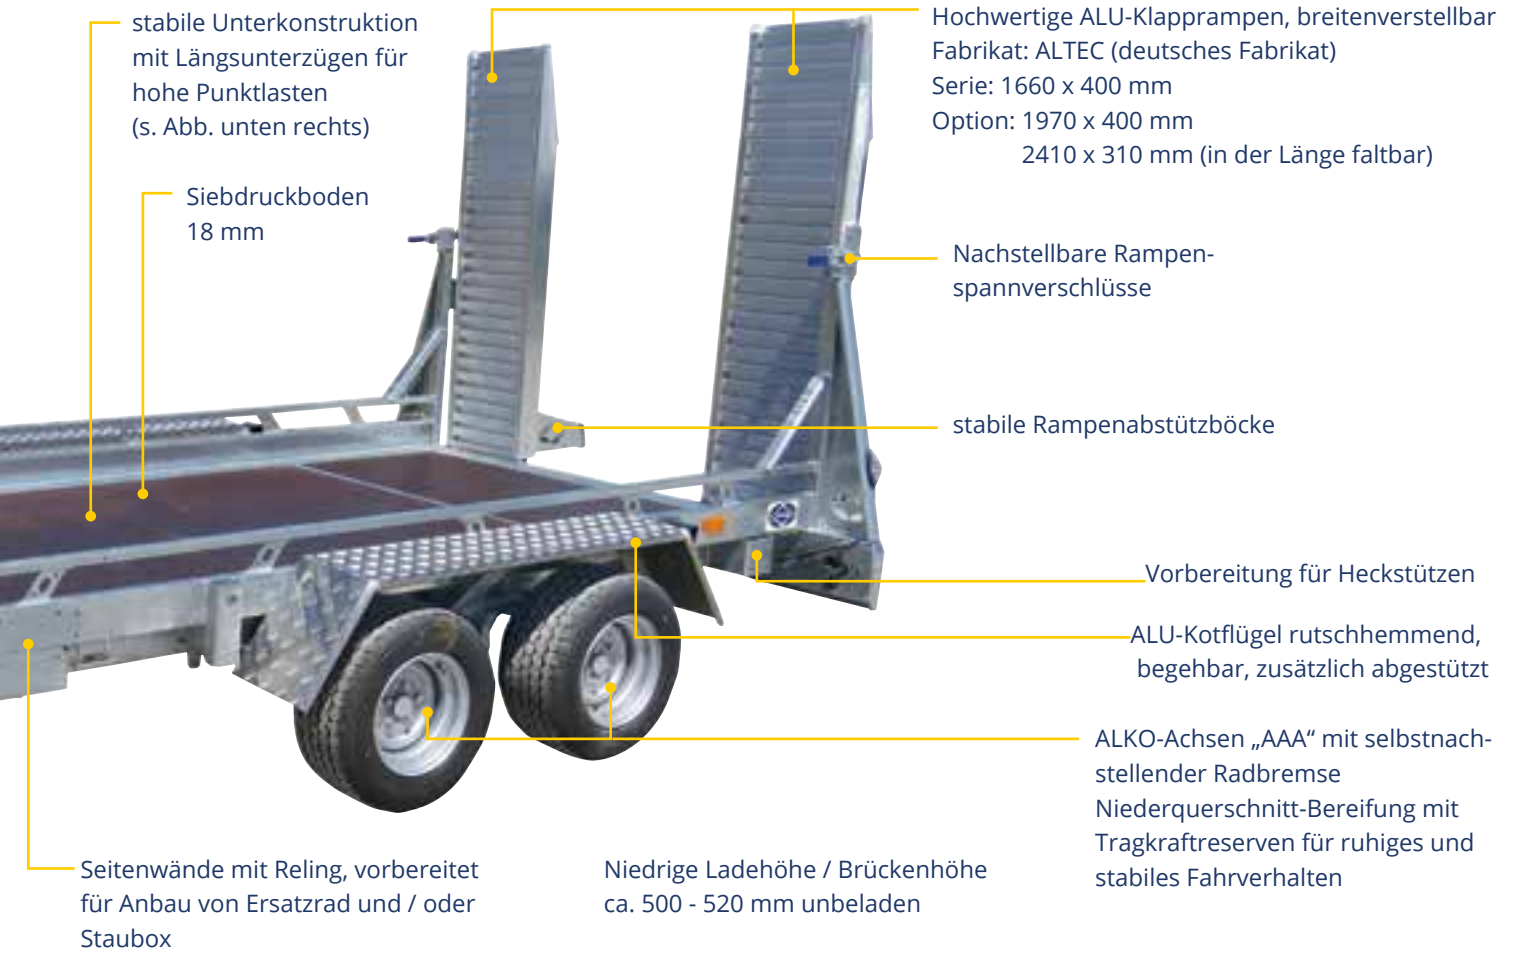 stabile Unterkonstruktion
mit Längsunterzügen für
hohe Punktlasten
(s. Abb. unten rechts)
Siebdruckboden
18 mm
Hochwertige ALU-Klapprampen, breitenverstellbar
Fabrikat: ALTEC (deutsches Fabrikat)
Serie: 1660 x 400 mm
Option: 1970 x 400 mm
2410 x 310 mm (in der Länge faltbar)
Nachstellbare Rampen-
spannverschlüsse
stabile Rampenabstützböcke
Vorbereitung für Heckstützen
ALU-Kotflügel rutschhemmend,
begehbar, zusätzlich abgestützt
ALKO-Achsen „AAA“ mit selbstnach-
stellender Radbremse
Niederquerschnitt-Bereifung mit
Tragkraftreserven für ruhiges und
stabiles Fahrverhalten
Seitenwände mit Reling, vorbereitet
für Anbau von Ersatzrad und / oder
Staubox
Niedrige Ladehöhe / Brückenhöhe
ca. 500 - 520 mm unbeladen